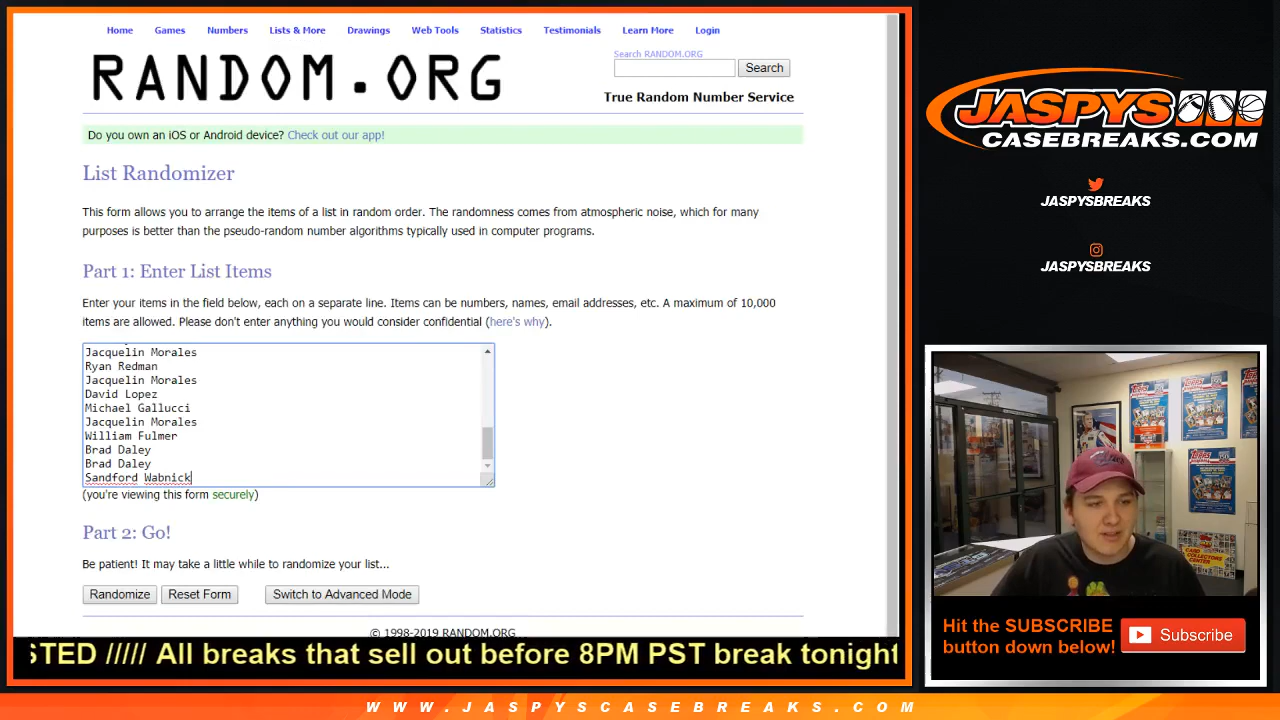 Home Games Numbers Lists & More Drawings Web Tools Statistics Testimonials Learn More Login
RANDOM.ORG
Search RANDOM.ORG
Search
True Random Number Service
Do you own an iOS or Android device? Check out our app!
List Randomizer
This form allows you to arrange the items of a list in random order. The randomness comes from atmospheric noise, which for many
purposes is better than the pseudo-random number algorithms typically used in computer programs.
Part 1: Enter List Items
Enter your items in the field below, each on a separate line. Items can be numbers, names, email addresses, etc. A maximum of 10,000
items are allowed. Please don't enter anything you would consider confidential (here's why).
Jacquelin Morales
Ryan Redman
Jacquelin Morales
David Lopez
Michael Gallucci
Jacquelin Morales
William Fulmer
Brad Daley
Brad Daley
Sandford Wabnick
(you're viewing this form securely)
Part 2: Go!
Be patient! It may take a little while to randomize your list...
Randomize Reset Form Switch to Advanced Mode
© 1998-2019 RANDOM.ORG
STED ///// All breaks that sell out before 8PM PST break tonight
WWW.JASPYSCASEBREAKS.COM
JASPYS
CASEBREAKS.COM
JASPYSBREAKS
JASPYSBREAKS
Topps
Topps
Topps
CARD
COLLECTORS
CENTER
Hit the SUBSCRIBE
button down below!
Subscribe